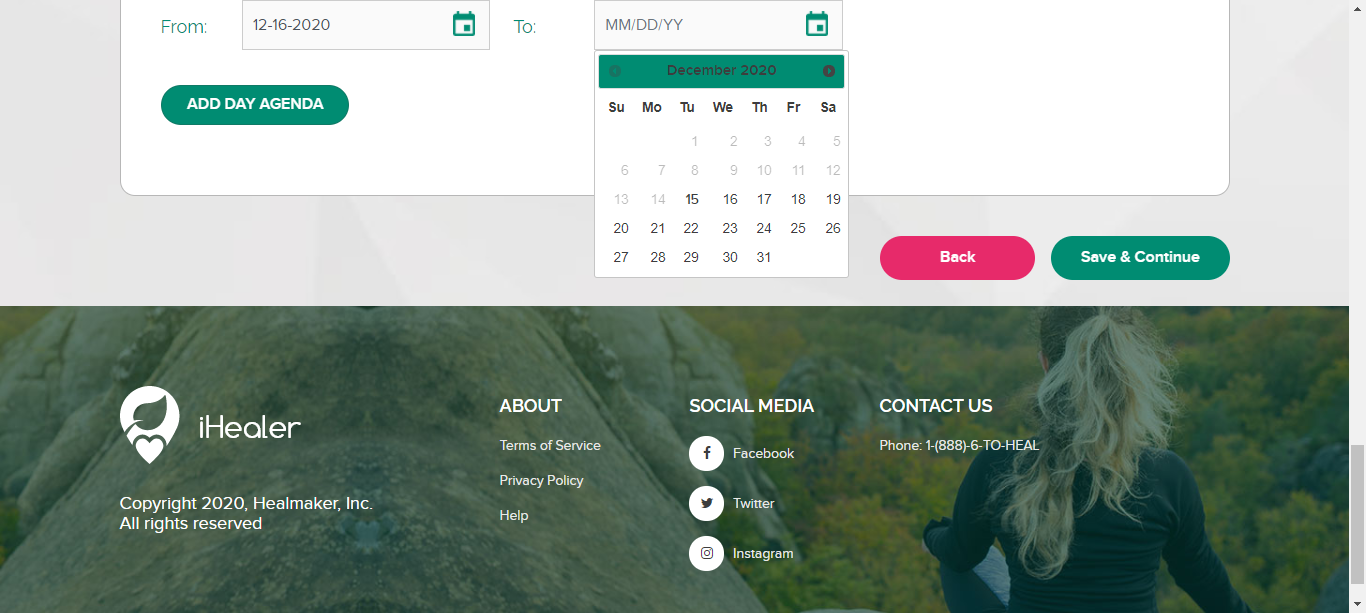 From: 12-16-2020 To: MM/DD/YY
December 2020
Su Mo Tu We Th Fr Sa
1 2 3 4 5
6 7 8 9 10 11 12
13 14 15 16 17 18 19
20 21 22 23 24 25 26
27 28 29 30 31
ADD DAY AGENDA
Back Save & Continue
iHealer
Copyright 2020, Healmaker, Inc.
All rights reserved
ABOUT
Terms of Service
Privacy Policy
Help
SOCIAL MEDIA
Facebook
Twitter
Instagram
CONTACT US
Phone: 1-(888)-6-TO-HEAL